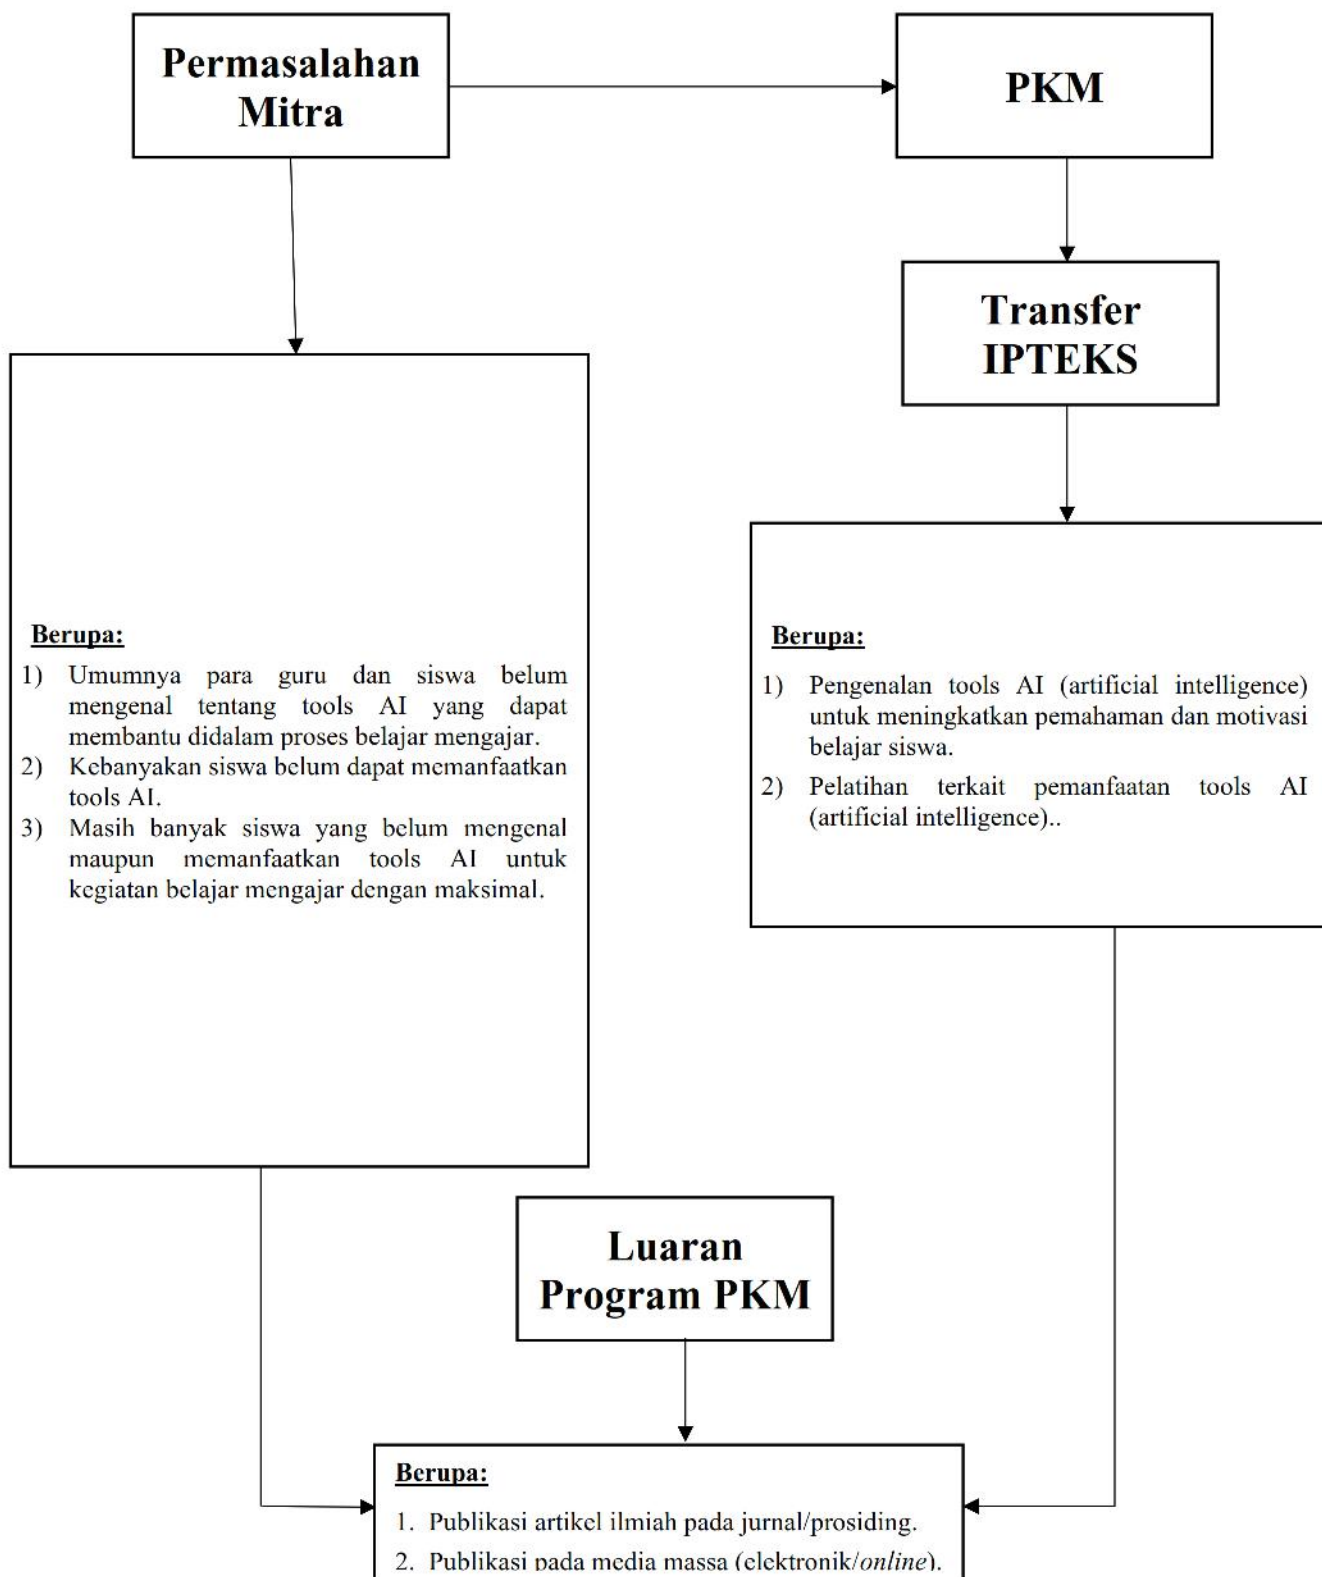 Permasalahan
Mitra
PKM
Transfer
IPTEKS
Berupa:
1) Umumnya para guru dan siswa belum
mengenal tentang tools AI yang dapat
membantu didalam proses belajar mengajar.
2) Kebanyakan siswa belum dapat memanfaatkan
tools AI.
3) Masih banyak siswa yang belum mengenal
maupun memanfaatkan tools AI untuk
kegiatan belajar mengajar dengan maksimal.
Berupa:
1) Pengenalan tools AI (artificial intelligence)
untuk meningkatkan pemahaman dan motivasi
belajar siswa.
2) Pelatihan terkait pemanfaatan tools AI
(artificial intelligence)..
Luaran
Program PKM
Berupa:
1. Publikasi artikel ilmiah pada jurnal/prosiding.
2. Publikasi pada media massa (elektronik/online).